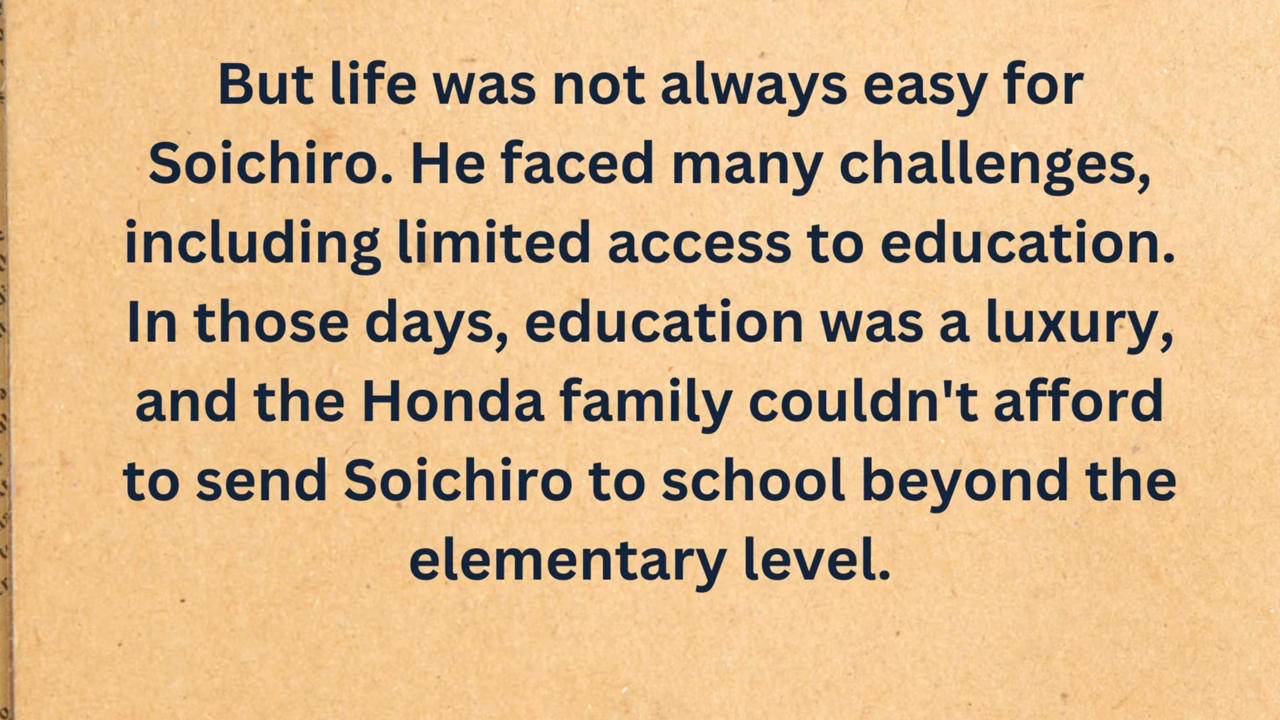 But life was not always easy for
Soichiro. He faced many challenges,
including limited access to education.
In those days, education was a luxury,
and the Honda family couldn't afford
to send Soichiro to school beyond the
elementary level.